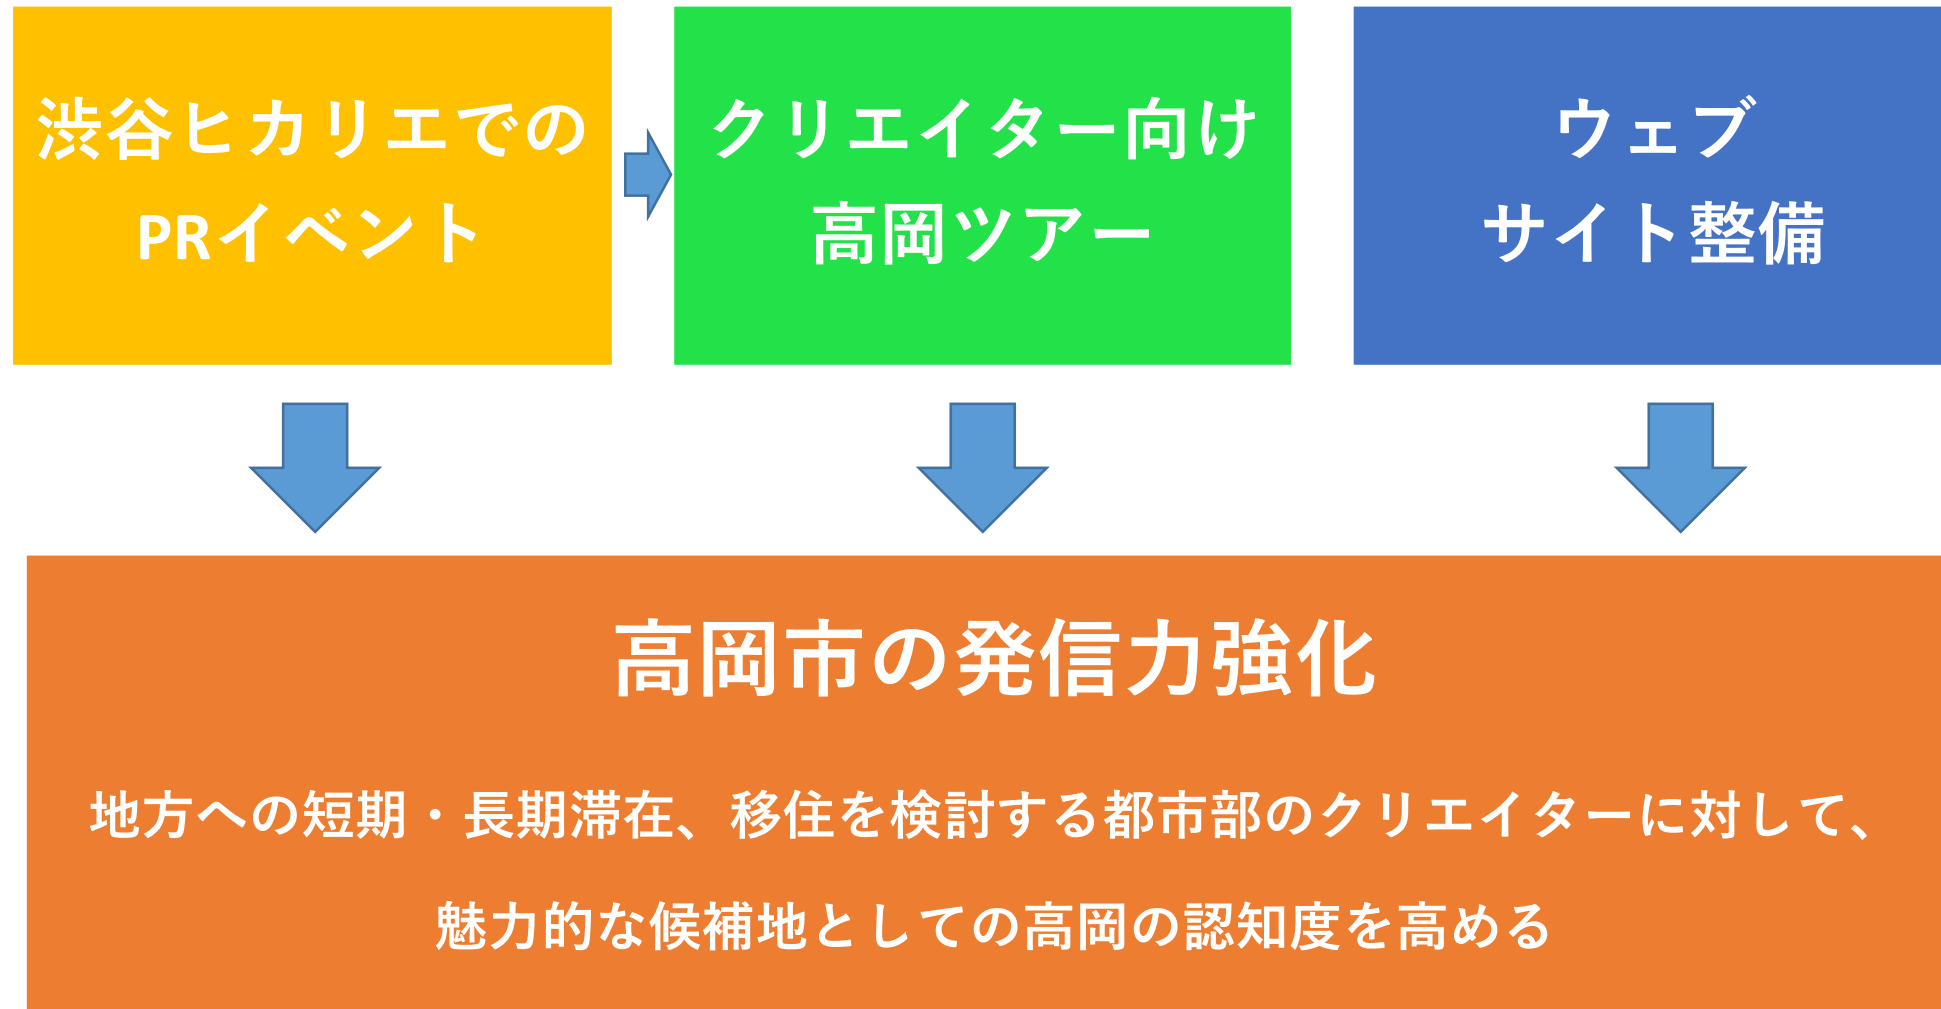 渋谷ヒカリエでの
PRイベント
クリエイター向け
高岡ツアー
ウェブ
サイト整備
高岡市の発信力強化
地方への短期・長期滞在、移住を検討する都市部のクリエイターに対して、
魅力的な候補地としての高岡の認知度を高める